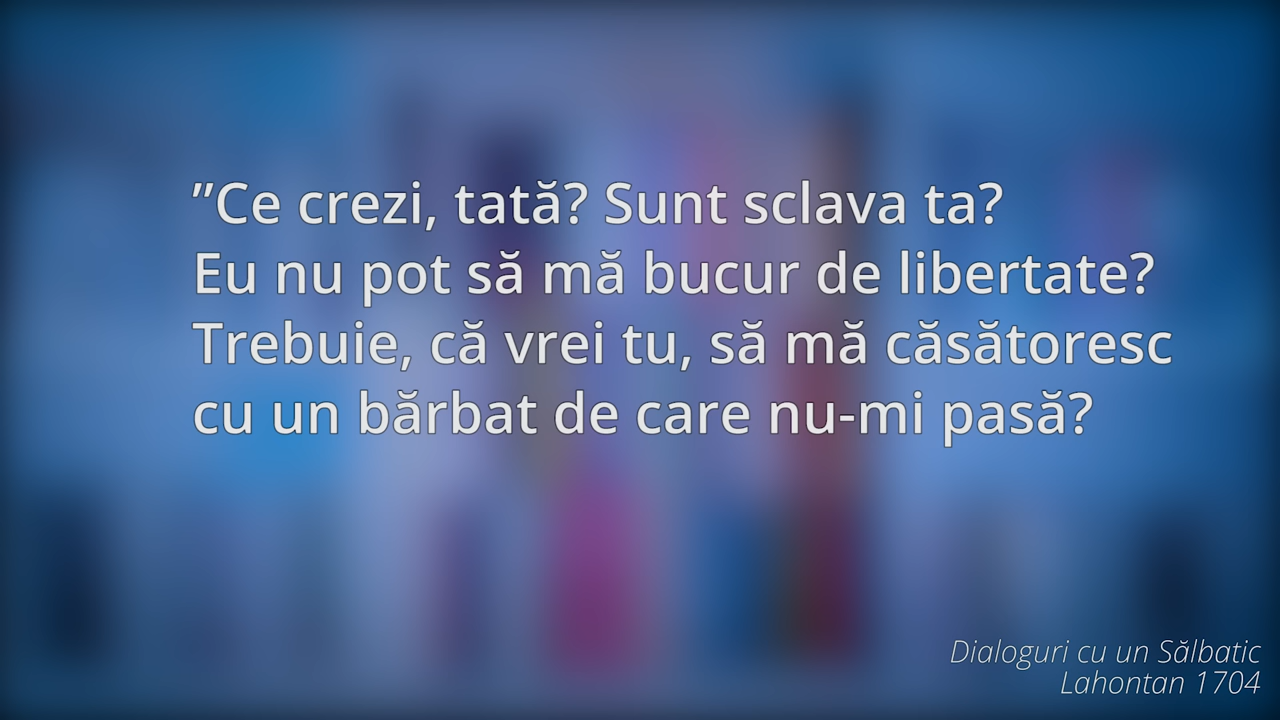 ”Ce crezi, tată? Sunt sclava ta?
Eu nu pot să mă bucur de libertate?
Trebuie, că vrei tu, să mă căsătoresc
cu un bărbat de care nu-mi pasă?
Dialoguri cu un Sălbatic
Lahontan 1704